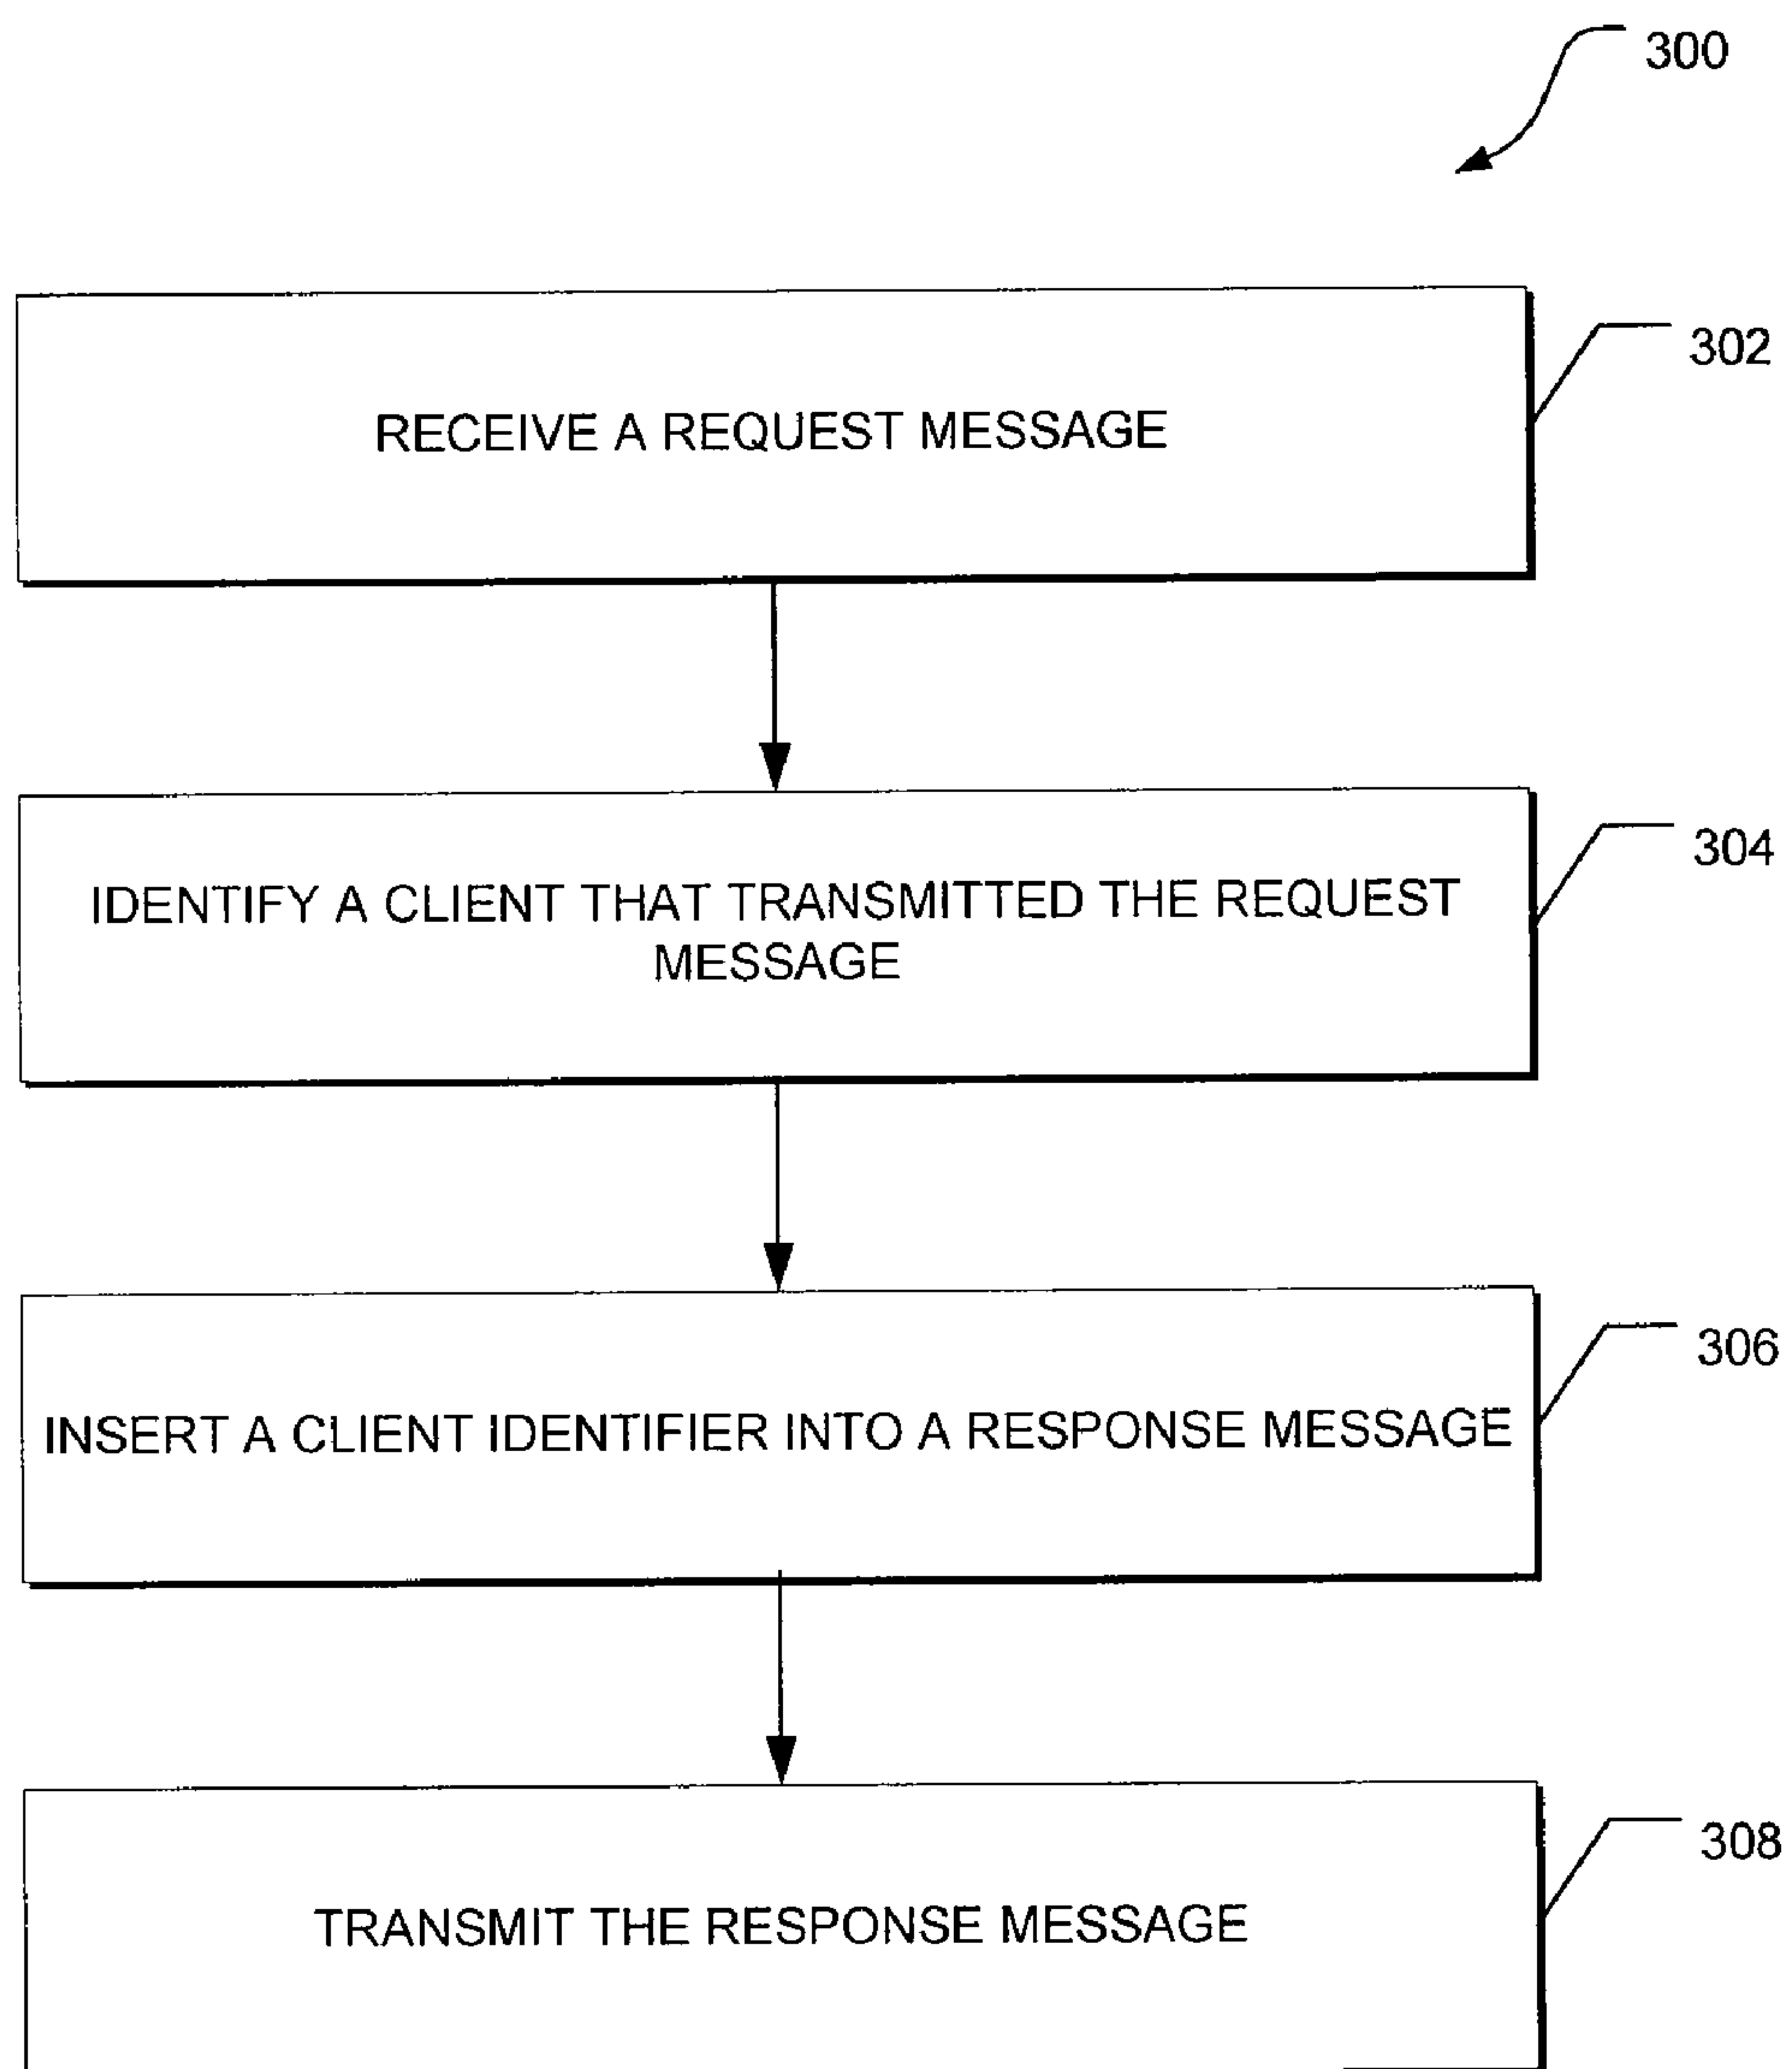 300
302
RECEIVE A REQUEST MESSAGE
304
IDENTIFY A CLIENT THAT TRANSMITTED THE REQUEST
MESSAGE
306
INSERT A CLIENT IDENTIFIER INTO A RESPONSE MESSAGE
308
TRANSMIT THE RESPONSE MESSAGE